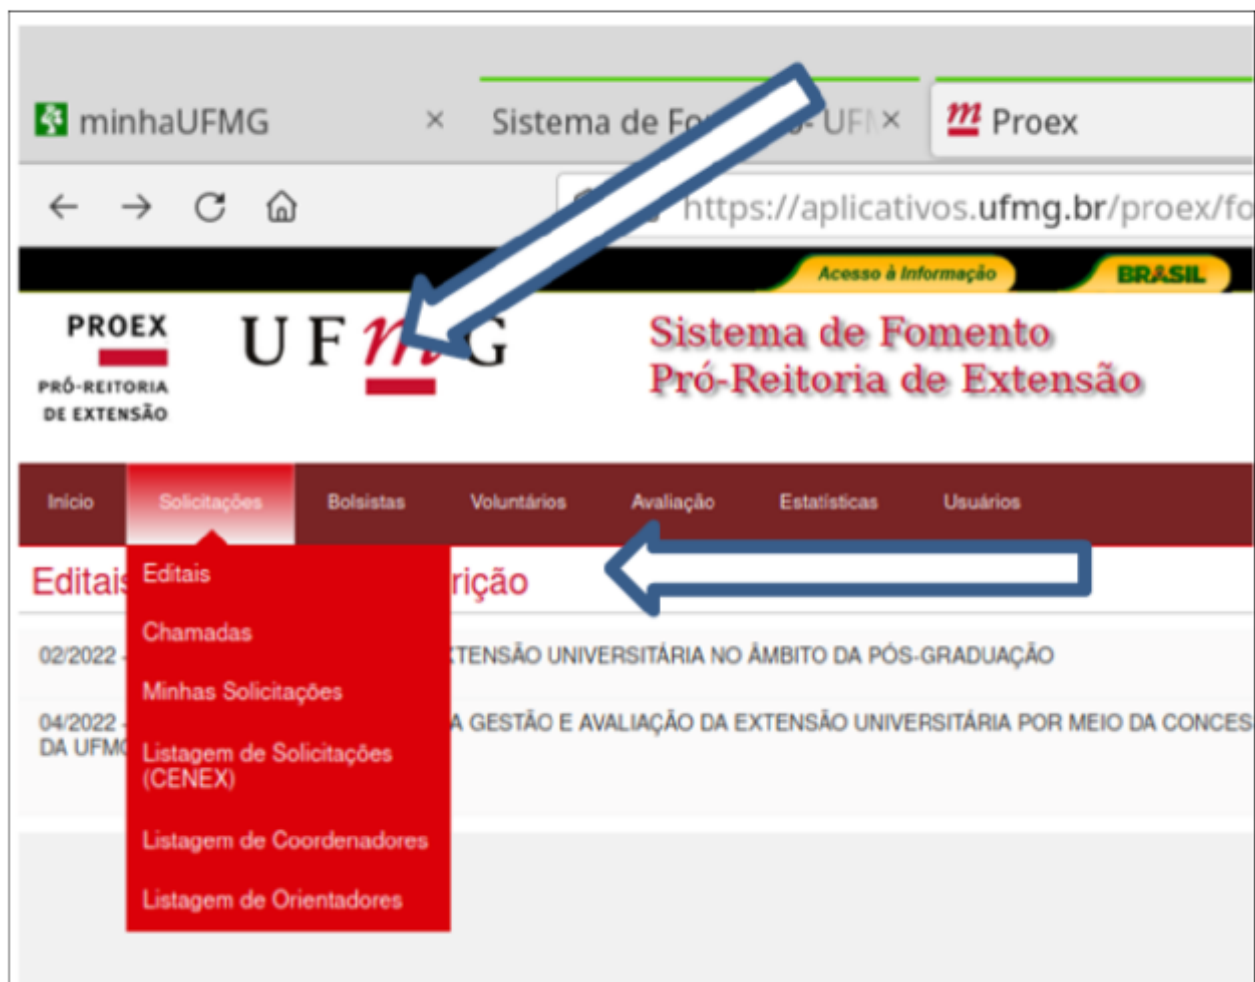 minhaUFMG × Sistema de Fo - UFM × Proex
https://aplicativos.ufmg.br/proex/fo
Acesso à Informação BRASIL
PROEX
PRÓ-REITORIA
DE EXTENSÃO
UFmG
Sistema de Fomento
Pró-Reitoria de Extensão
Início Solicitações Bolsistas Voluntários Avaliação Estatísticas Usuários
Editais rição
Editais
Chamadas
Minhas Solicitações
Listagem de Solicitações
(CENEX)
Listagem de Coordenadores
Listagem de Orientadores
02/2022 - XTENSÃO UNIVERSITÁRIA NO ÂMBITO DA PÓS-GRADUAÇÃO
04/2022 - A GESTÃO E AVALIAÇÃO DA EXTENSÃO UNIVERSITÁRIA POR MEIO DA CONCES
DA UFMG